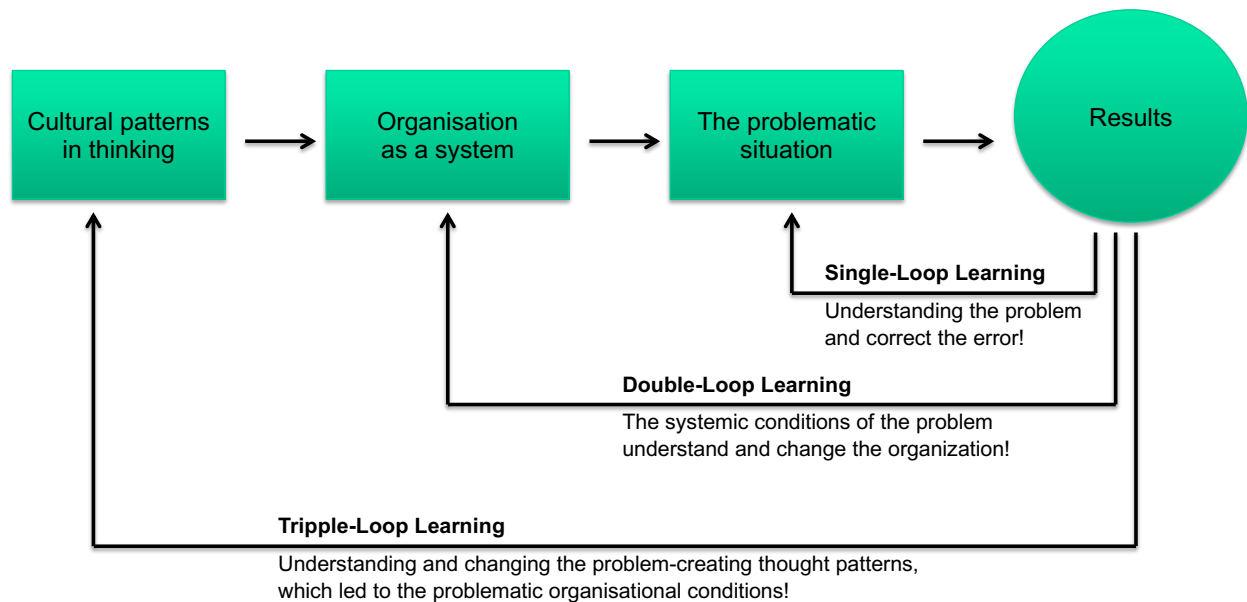 Cultural patterns
in thinking
Organisation
as a system
The problematic
situation
Results
Single-Loop Learning
Understanding the problem
and correct the error!
Double-Loop Learning
The systemic conditions of the problem
understand and change the organization!
Tripple-Loop Learning
Understanding and changing the problem-creating thought patterns,
which led to the problematic organisational conditions!